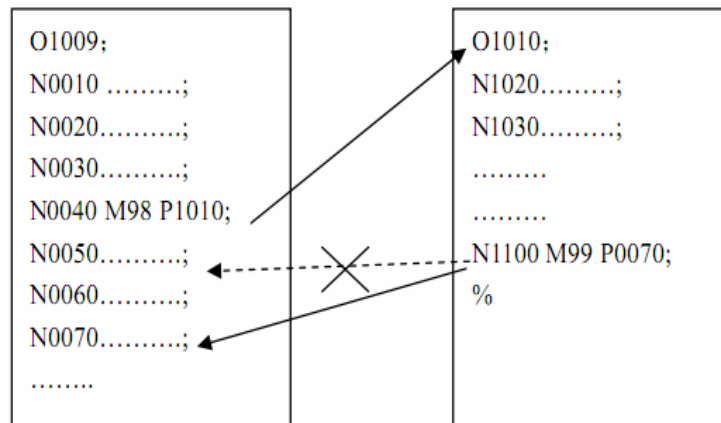 O1009;
N0010 ………;
N0020………;
N0030………;
N0040 M98 P1010;
N0050……….;
N0060……….;
N0070……….;
……..
O1010;
N1020………;
N1030………;
………
………
N1100 M99 P0070;
%